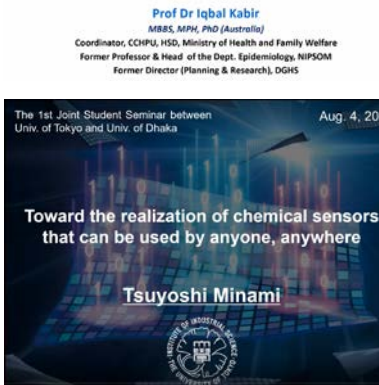 Prof Dr Iqbal Kabir
MBBS, MPH, PhD (Australia)
Coordinator, CCHPU, HSD, Ministry of Health and Family Welfare
Former Professor & Head of the Dept. Epidemiology, NIPSOM
Former Director (Planning & Research), DGHS
The 1st Joint Student Seminar between
Univ. of Tokyo and Univ. of Dhaka
Aug. 4, 20
Toward the realization of chemical sensors
that can be used by anyone, anywhere
Tsuyoshi Minami